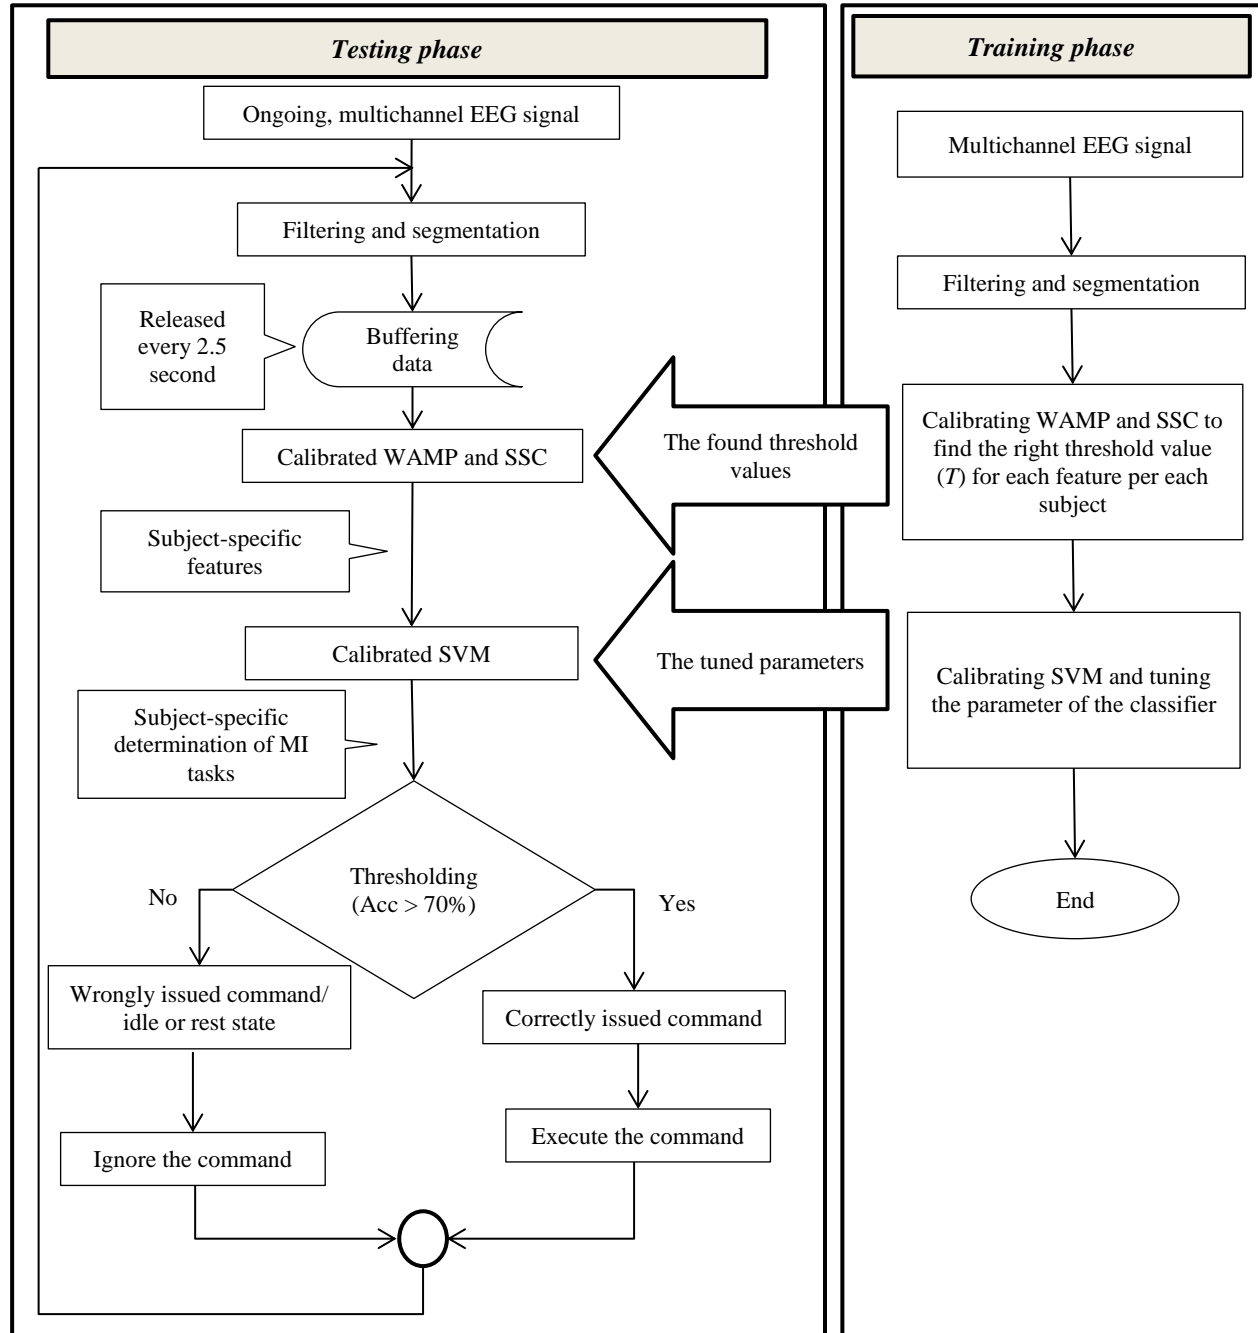 Testing phase
Ongoing, multichannel EEG signal
Filtering and segmentation
Released
every 2.5
second
Buffering
data
Calibrated WAMP and SSC
Subject-specific
features
Calibrated SVM
Subject-specific
determination of MI
tasks
Thresholding
(Acc > 70%)
No
Yes
Wrongly issued command/
idle or rest state
Correctly issued command
Ignore the command
Execute the command
The found threshold
values
The tuned parameters
Training phase
Multichannel EEG signal
Filtering and segmentation
Calibrating WAMP and SSC to
find the right threshold value
(T) for each feature per each
subject
Calibrating SVM and tuning
the parameter of the classifier
End